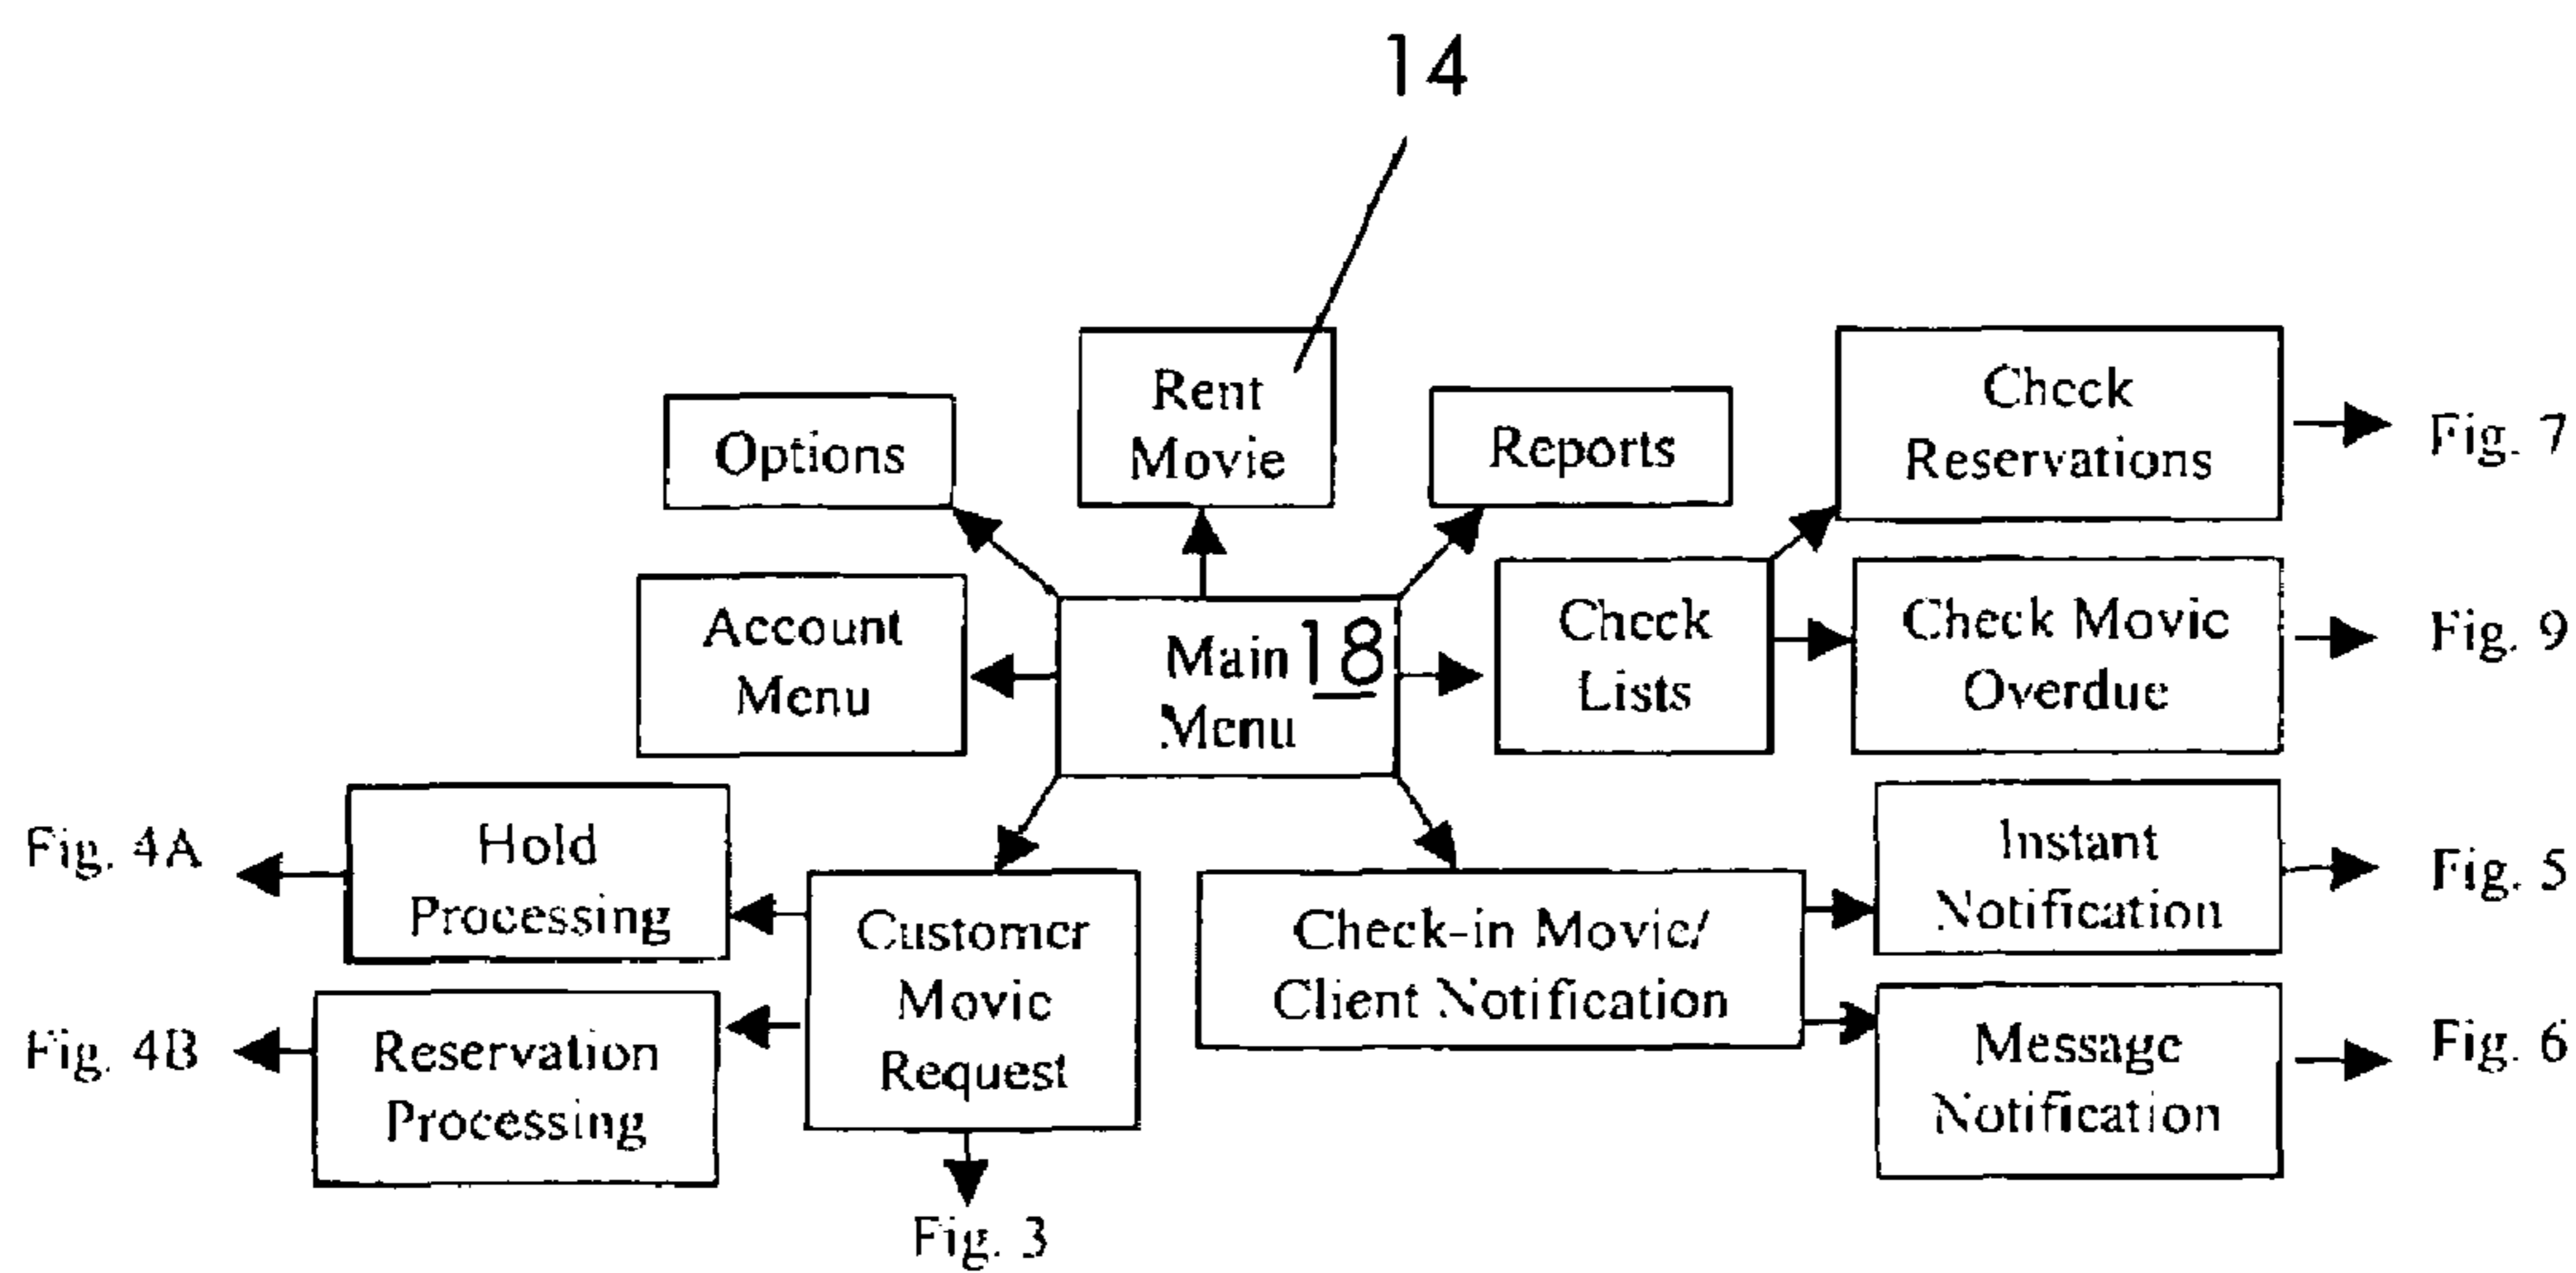 14
Options
Rent
Movie
Reports
Check
Reservations
Fig. 7
Account
Menu
Main 18
Menu
Check
Lists
Check Movie
Overdue
Fig. 9
Fig. 4A
Hold
Processing
Fig. 4B
Reservation
Processing
Customer
Movie
Request
Fig. 3
Check-in Movie/
Client Notification
Instant
Notification
Fig. 5
Message
Notification
Fig. 6